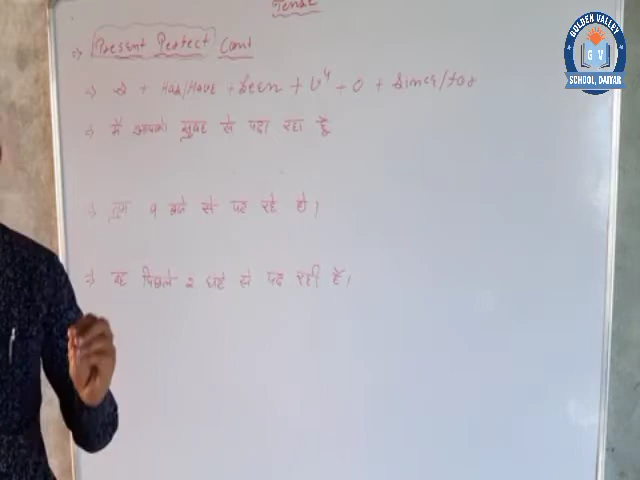 Tense
⇒ Present Perfect Cont
⇒ S + Has/Have + been + V⁴ + O + Since/for
⇒ मैं आपको सुबह से पढा रहा हूँ
⇒ तुम 9 बजे से पढ रहे हो।
⇒ वह पिछले 2 घंटे से पढ रही है।
GOLDEN VALLEY
G V
SCHOOL, DAIYAR